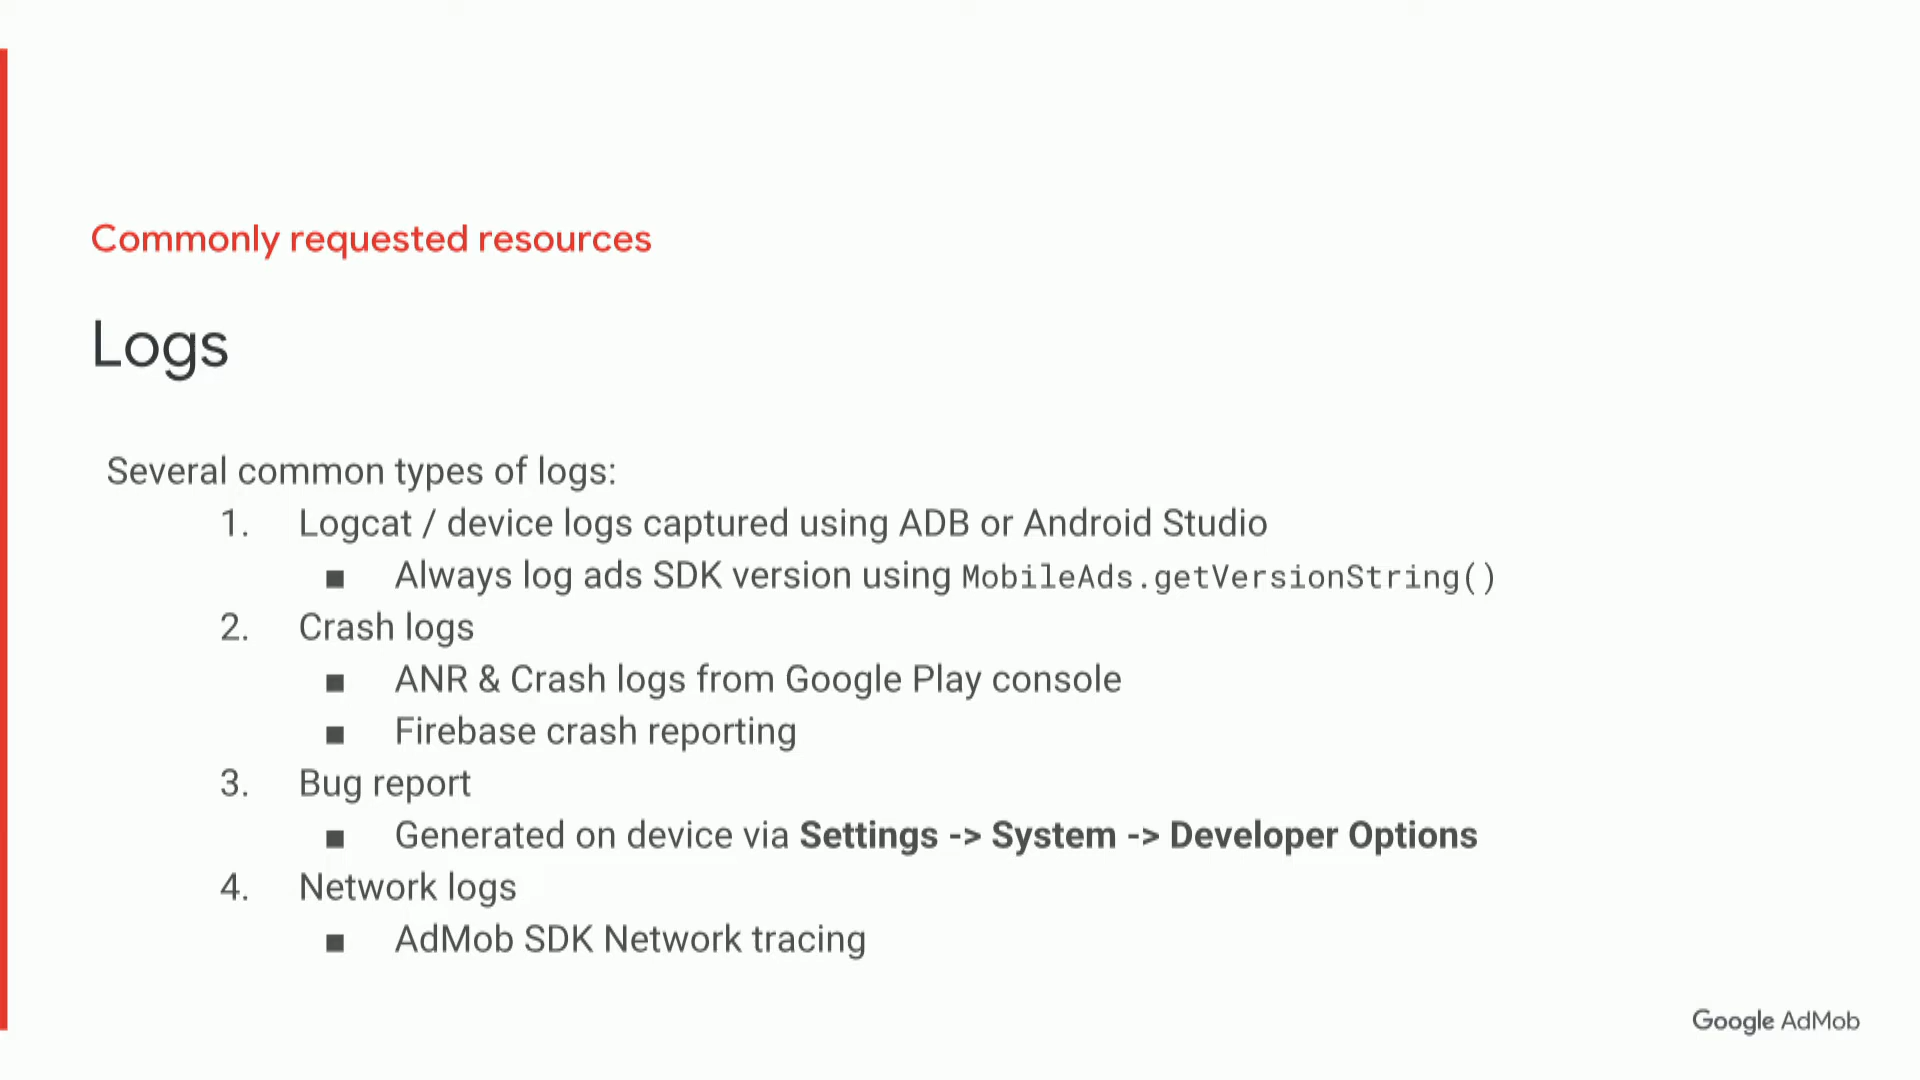 Commonly requested resources
Logs
Several common types of logs:
1. Logcat / device logs captured using ADB or Android Studio
■ Always log ads SDK version using MobileAds.getVersionString()
2. Crash logs
■ ANR & Crash logs from Google Play console
■ Firebase crash reporting
3. Bug report
■ Generated on device via Settings -> System -> Developer Options
4. Network logs
■ AdMob SDK Network tracing
Google AdMob